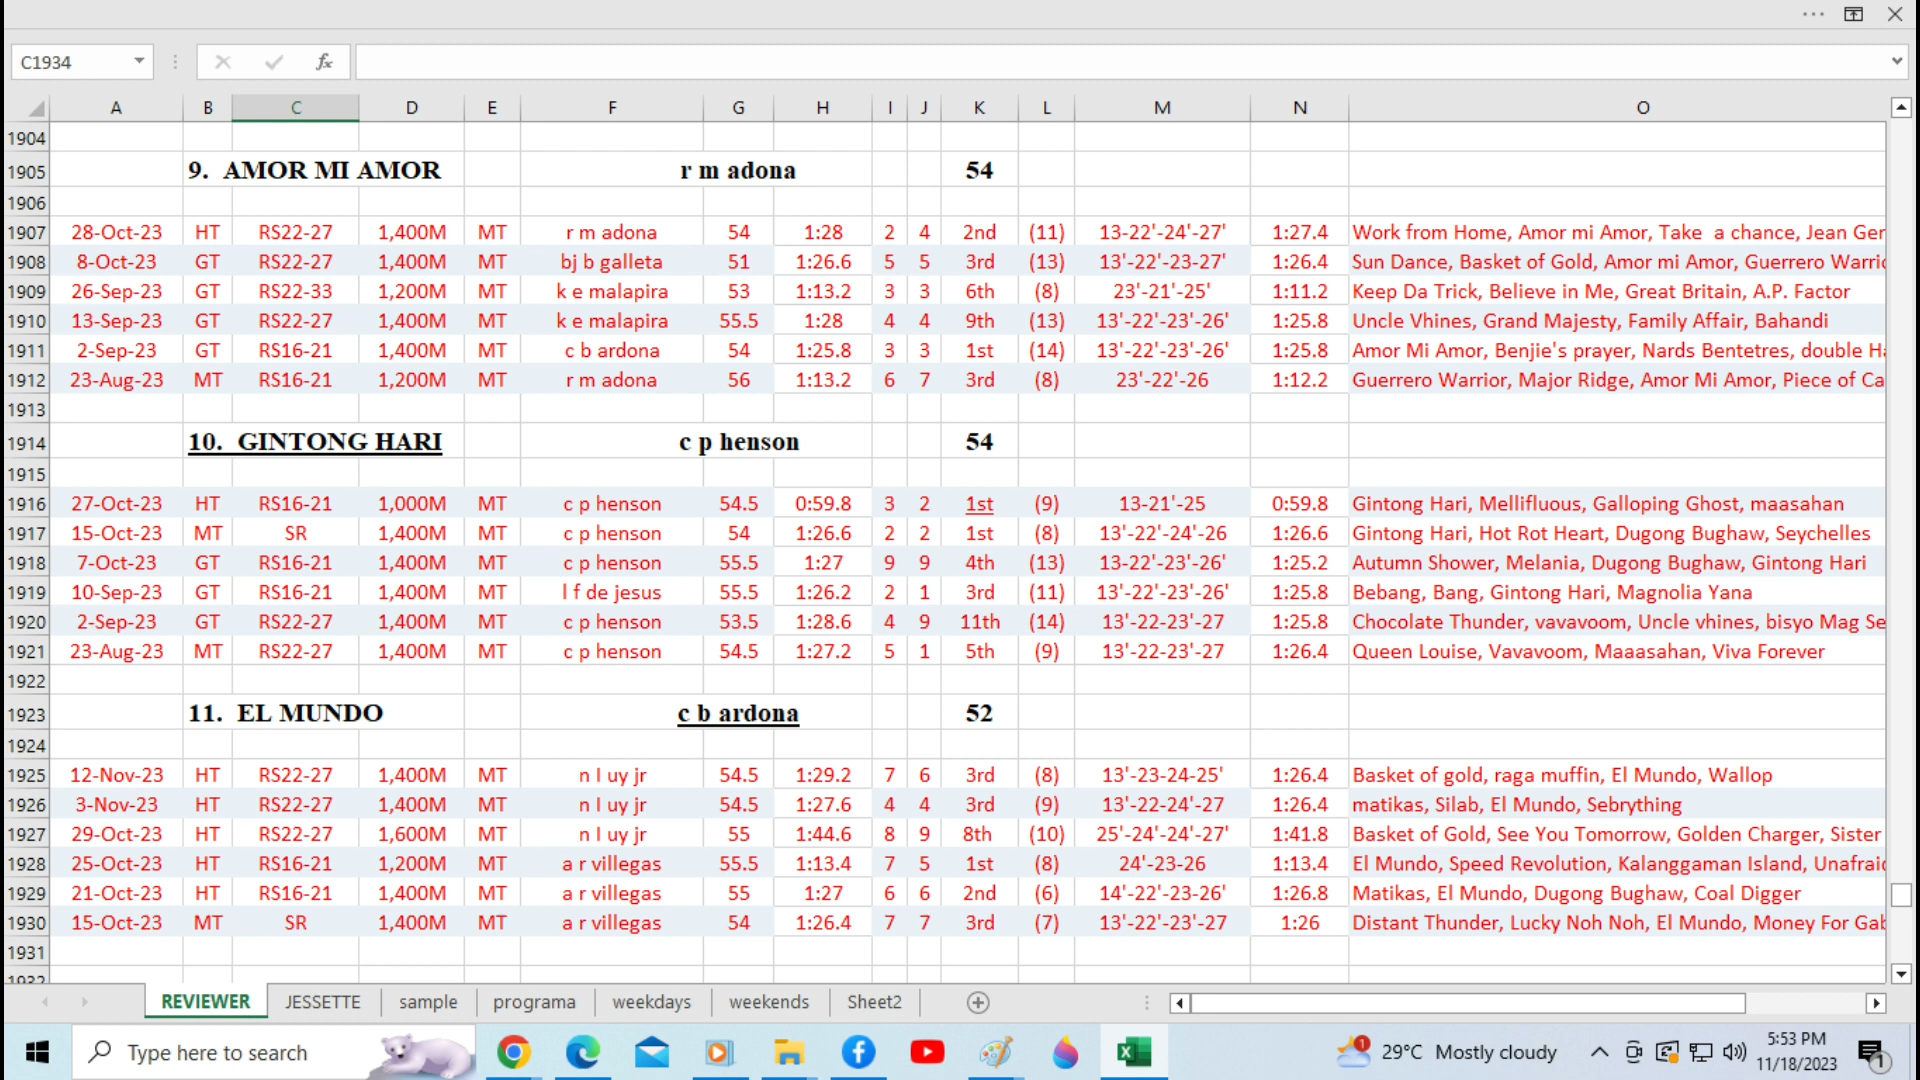 C1934 fx
A B C D E F G H I J K L M N O
1904
1905 9. AMOR MI AMOR r m adona 54
1906
1907 28-Oct-23 HT RS22-27 1,400M MT r m adona 54 1:28 2 4 2nd (11) 13-22'-24'-27' 1:27.4 Work from Home, Amor mi Amor, Take a chance, Jean Ger
1908 8-Oct-23 GT RS22-27 1,400M MT bj b galleta 51 1:26.6 5 5 3rd (13) 13'-22'-23-27' 1:26.4 Sun Dance, Basket of Gold, Amor mi Amor, Guerrero Warric
1909 26-Sep-23 GT RS22-33 1,200M MT k e malapira 53 1:13.2 3 3 6th (8) 23'-21'-25' 1:11.2 Keep Da Trick, Believe in Me, Great Britain, A.P. Factor
1910 13-Sep-23 GT RS22-27 1,400M MT k e malapira 55.5 1:28 4 4 9th (13) 13'-22'-23'-26' 1:25.8 Uncle Vhines, Grand Majesty, Family Affair, Bahandi
1911 2-Sep-23 GT RS16-21 1,400M MT c b ardona 54 1:25.8 3 3 1st (14) 13'-22'-23'-26' 1:25.8 Amor Mi Amor, Benjie's prayer, Nards Bentetres, double Ha
1912 23-Aug-23 MT RS16-21 1,200M MT r m adona 56 1:13.2 6 7 3rd (8) 23'-22'-26 1:12.2 Guerrero Warrior, Major Ridge, Amor Mi Amor, Piece of Ca
1913
1914 10. GINTONG HARI c p henson 54
1915
1916 27-Oct-23 HT RS16-21 1,000M MT c p henson 54.5 0:59.8 3 2 1st (9) 13-21'-25 0:59.8 Gintong Hari, Mellifluous, Galloping Ghost, maasahan
1917 15-Oct-23 MT SR 1,400M MT c p henson 54 1:26.6 2 2 1st (8) 13'-22'-24'-26 1:26.6 Gintong Hari, Hot Rot Heart, Dugong Bughaw, Seychelles
1918 7-Oct-23 GT RS16-21 1,400M MT c p henson 55.5 1:27 9 9 4th (13) 13-22'-23'-26' 1:25.2 Autumn Shower, Melania, Dugong Bughaw, Gintong Hari
1919 10-Sep-23 GT RS16-21 1,400M MT l f de jesus 55.5 1:26.2 2 1 3rd (11) 13'-22'-23-26' 1:25.8 Bebang, Bang, Gintong Hari, Magnolia Yana
1920 2-Sep-23 GT RS22-27 1,400M MT c p henson 53.5 1:28.6 4 9 11th (14) 13'-22-23'-27 1:25.8 Chocolate Thunder, vavavoom, Uncle vhines, bisyo Mag Se
1921 23-Aug-23 MT RS22-27 1,400M MT c p henson 54.5 1:27.2 5 1 5th (9) 13'-22-23'-27 1:26.4 Queen Louise, Vavavoom, Maaasahan, Viva Forever
1922
1923 11. EL MUNDO c b ardona 52
1924
1925 12-Nov-23 HT RS22-27 1,400M MT n l uy jr 54.5 1:29.2 7 6 3rd (8) 13'-23-24-25' 1:26.4 Basket of gold, raga muffin, El Mundo, Wallop
1926 3-Nov-23 HT RS22-27 1,400M MT n l uy jr 54.5 1:27.6 4 4 3rd (9) 13'-22-24'-27 1:26.4 matikas, Silab, El Mundo, Sebrything
1927 29-Oct-23 HT RS22-27 1,600M MT n l uy jr 55 1:44.6 8 9 8th (10) 25'-24'-24'-27' 1:41.8 Basket of Gold, See You Tomorrow, Golden Charger, Sister
1928 25-Oct-23 HT RS16-21 1,200M MT a r villegas 55.5 1:13.4 7 5 1st (8) 24'-23-26 1:13.4 El Mundo, Speed Revolution, Kalanggaman Island, Unafraid
1929 21-Oct-23 HT RS16-21 1,400M MT a r villegas 55 1:27 6 6 2nd (6) 14'-22'-23-26' 1:26.8 Matikas, El Mundo, Dugong Bughaw, Coal Digger
1930 15-Oct-23 MT SR 1,400M MT a r villegas 54 1:26.4 7 7 3rd (7) 13'-22'-23'-27 1:26 Distant Thunder, Lucky Noh Noh, El Mundo, Money For Gab
1931
1932
REVIEWER JESSETTE sample programa weekdays weekends Sheet2
Type here to search 29°C Mostly cloudy 5:53 PM
11/18/2023